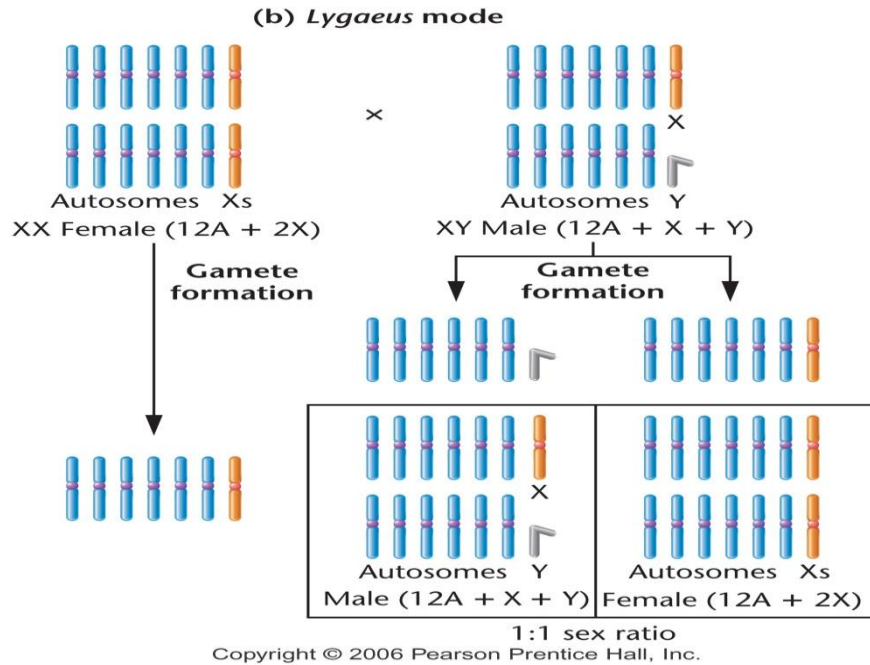 (b) Lygaeus mode
×
X
Autosomes Xs
Autosomes Y
XX Female (12A + 2X)
XY Male (12A + X + Y)
Gamete
formation
Gamete
formation
X
Autosomes Y
Autosomes Xs
Male (12A + X + Y)
Female (12A + 2X)
1:1 sex ratio
Copyright © 2006 Pearson Prentice Hall, Inc.